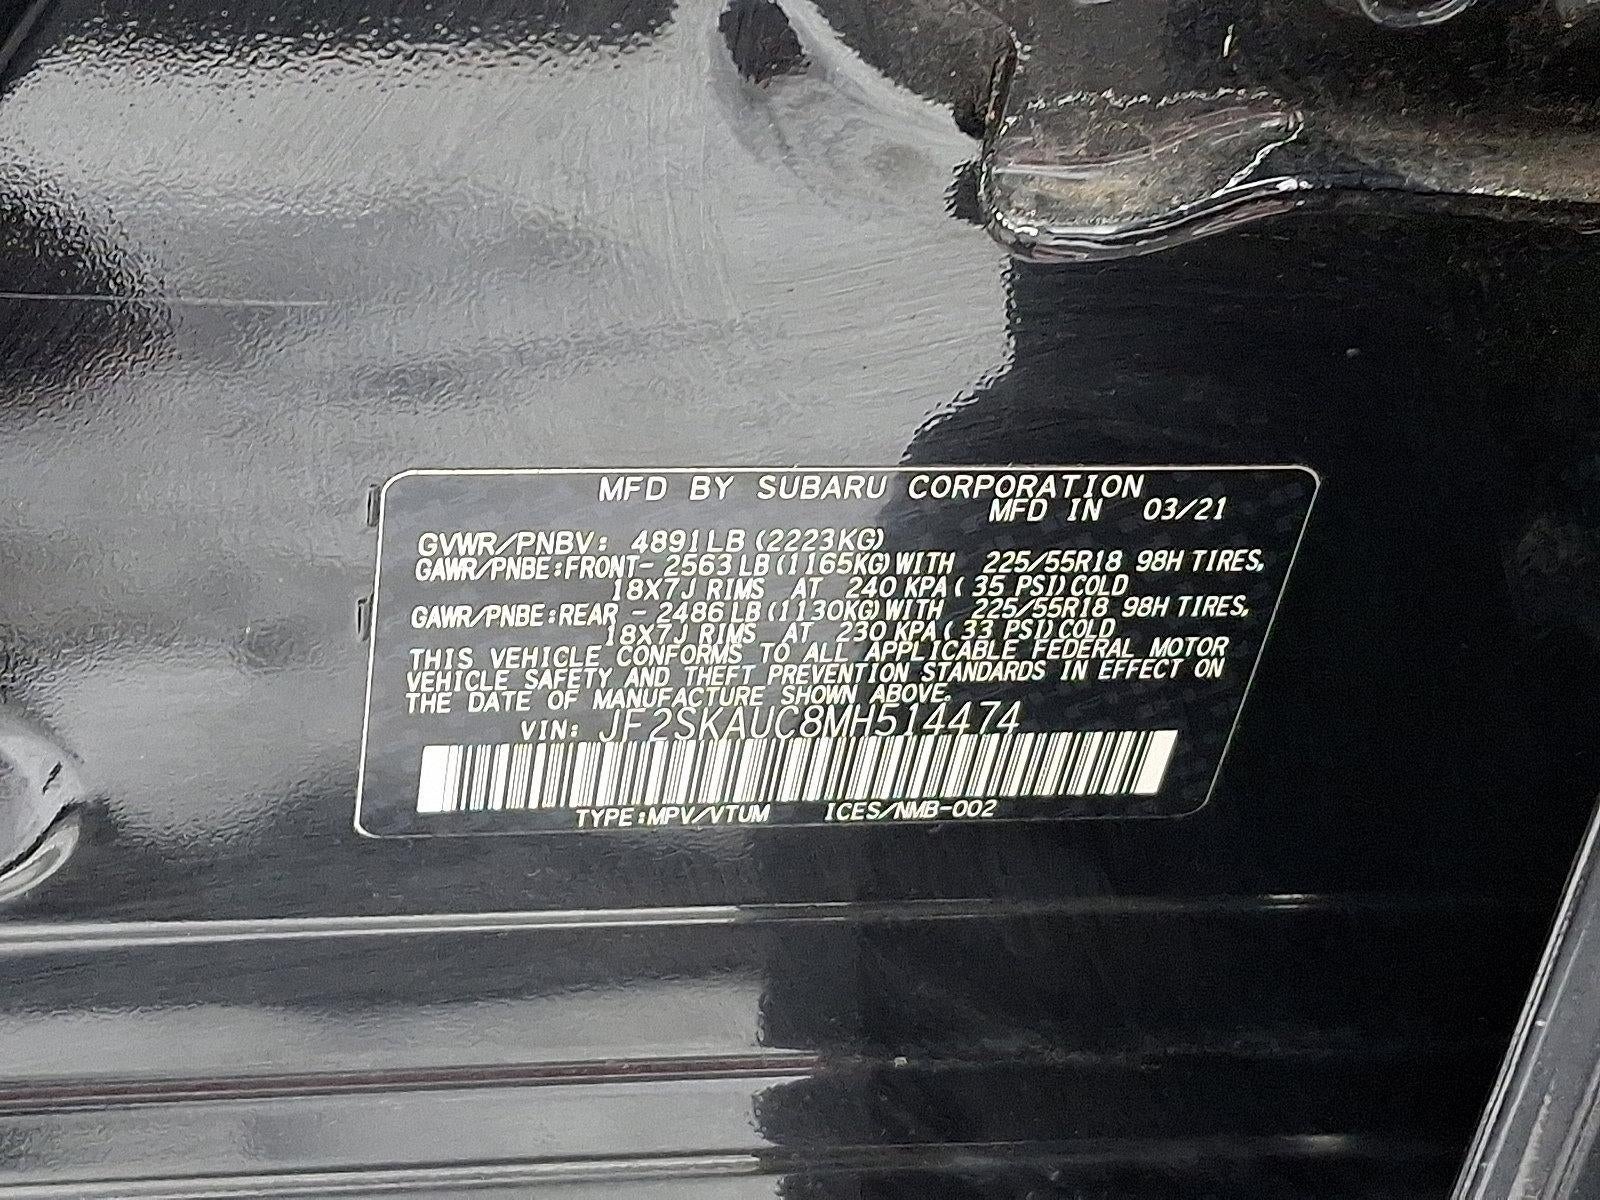 MFD BY SUBARU CORPORATION
MFD IN 03/21
GVWR/PNBV: 4891LB (2223KG)
GAWR/PNBE:FRONT- 2563 LB (1165KG) WITH 225/55R18 98H TIRES,
18X7J RIMS AT 240 KPA ( 35 PSI) COLD
GAWR/PNBE:REAR - 2486 LB (1130KG) WITH 225/55R18 98H TIRES,
18X7J RIMS AT 230 KPA ( 33 PSI) COLD
THIS VEHICLE CONFORMS TO ALL APPLICABLE FEDERAL MOTOR
VEHICLE SAFETY AND THEFT PREVENTION STANDARDS IN EFFECT ON
THE DATE OF MANUFACTURE SHOWN ABOVE.
VIN: JF2SKAUC8MH514474
TYPE:MPV/VTUM ICES/NMB-002